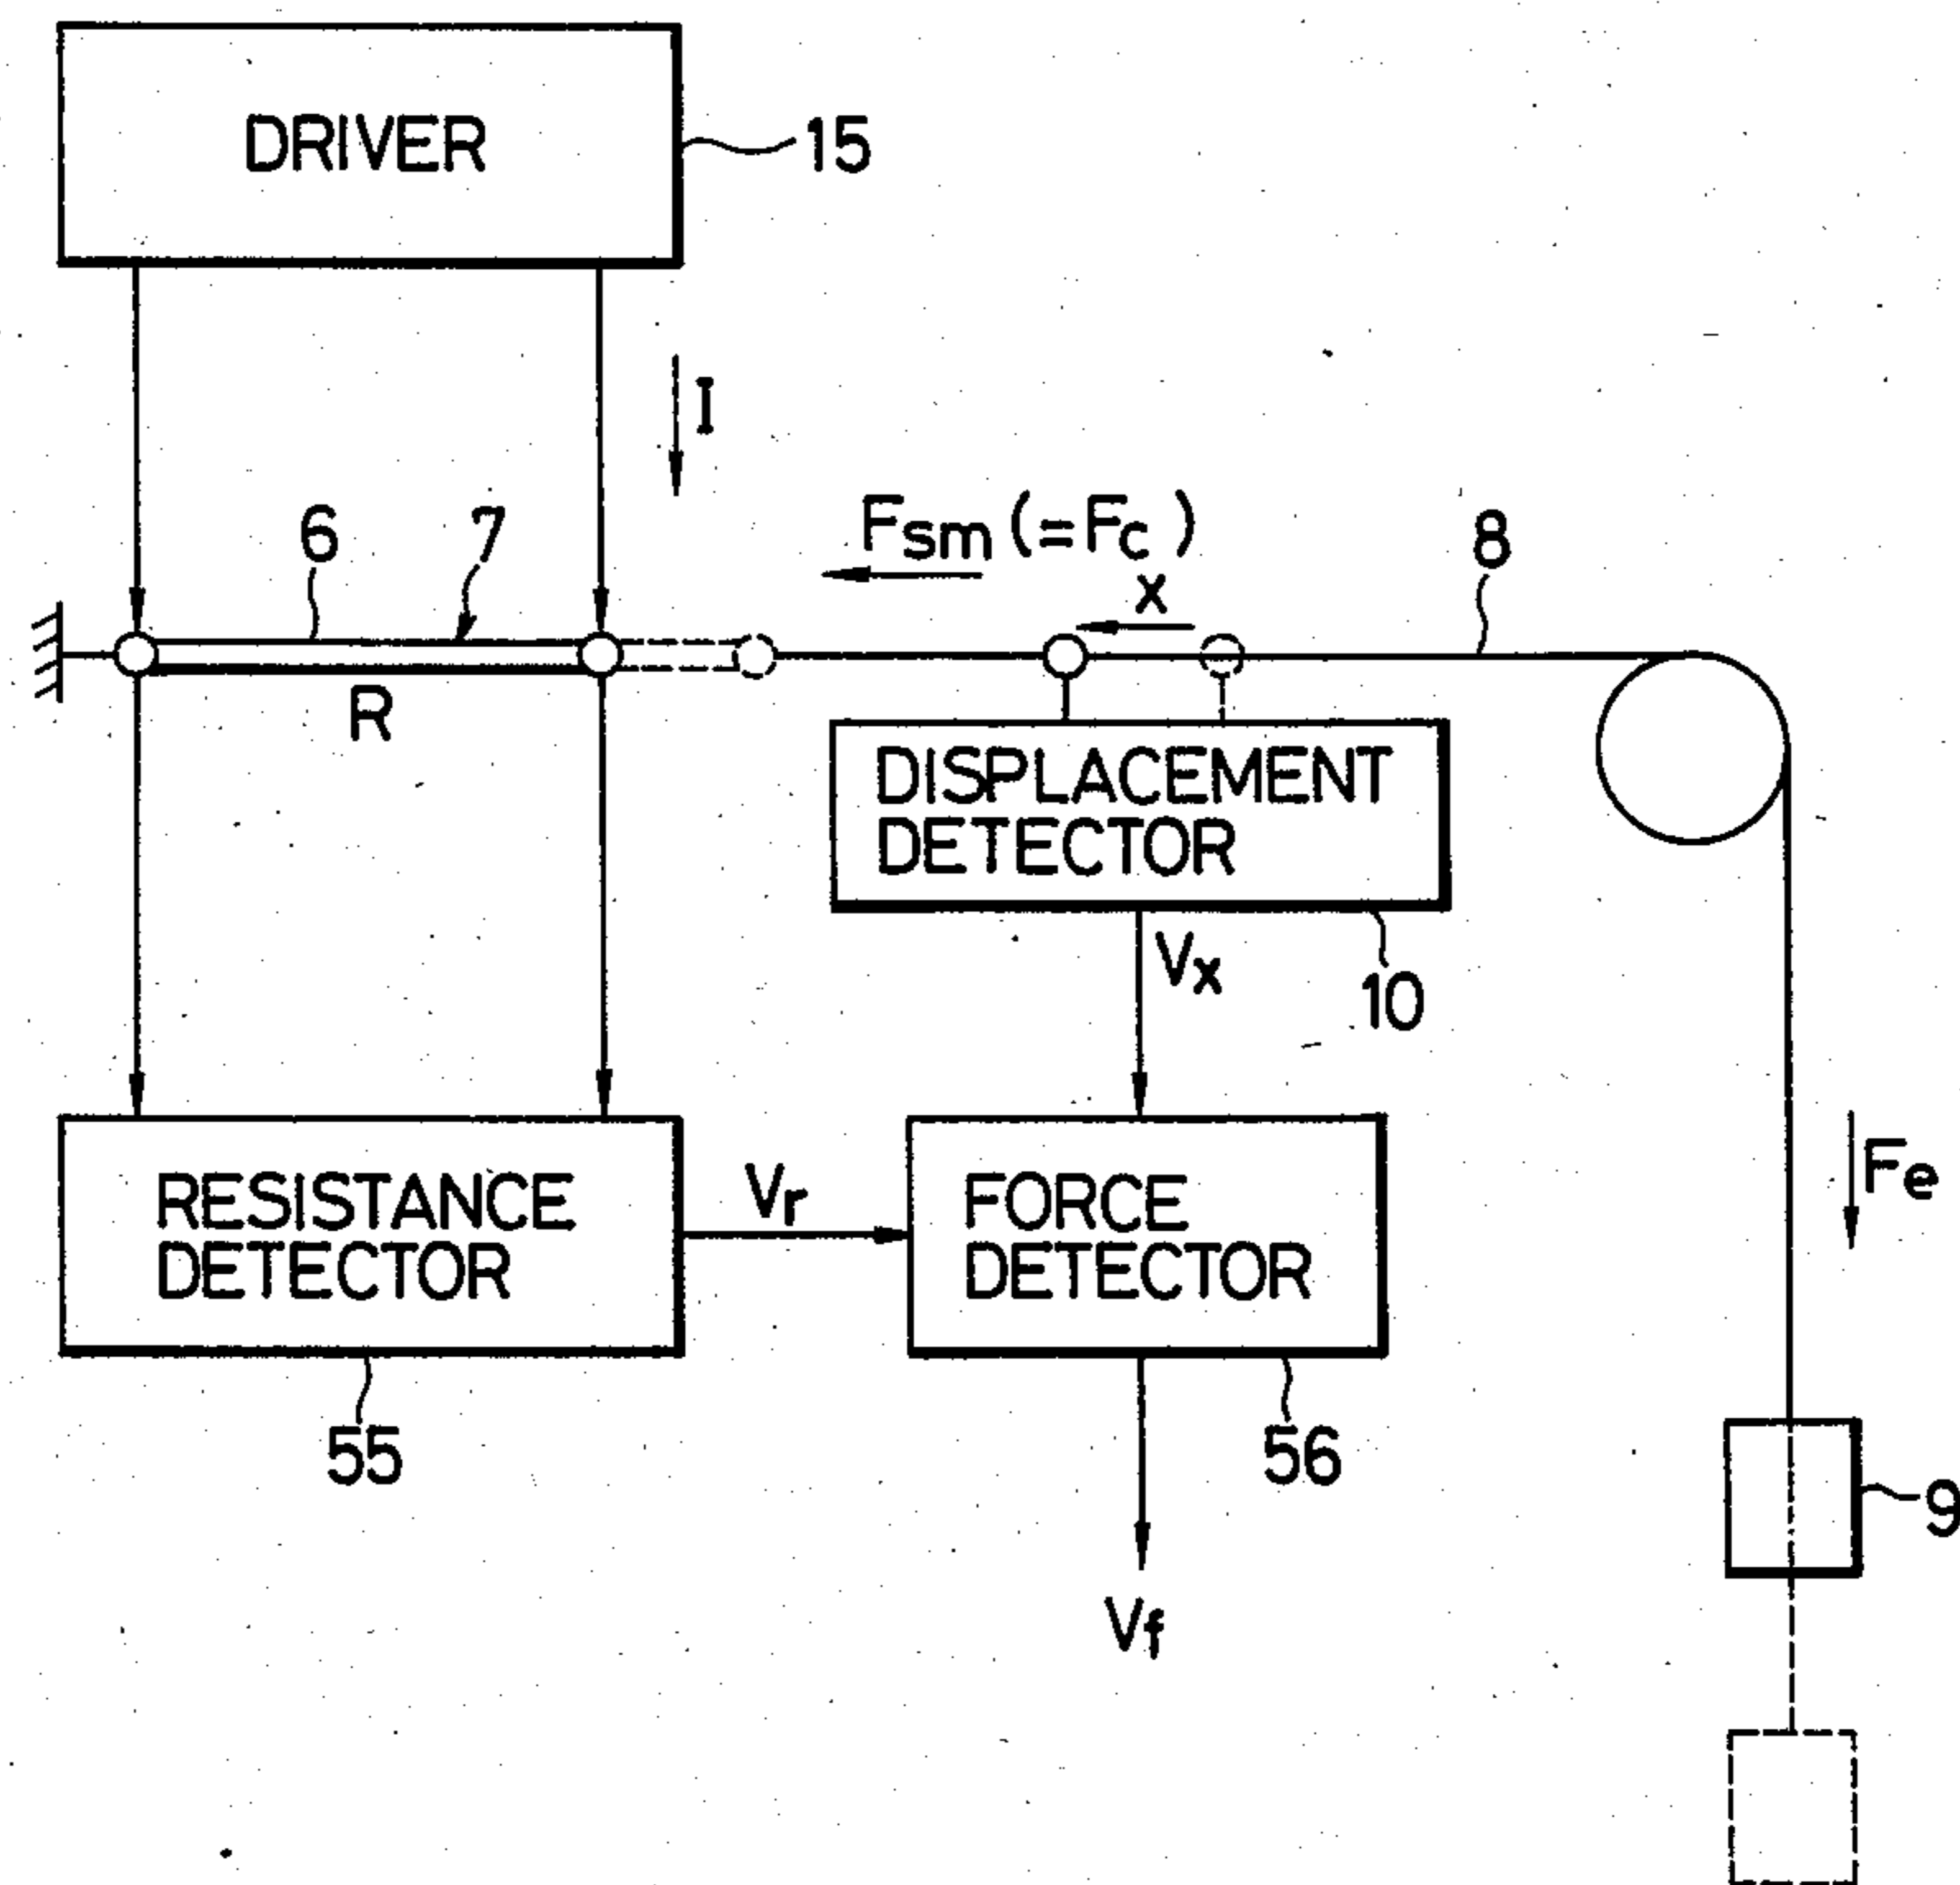 DRIVER
15
I
Fsm (=Fc)
x
6
7
8
R
DISPLACEMENT
DETECTOR
Vx
10
Fe
RESISTANCE
DETECTOR
Vr
FORCE
DETECTOR
55
56
9
Vf